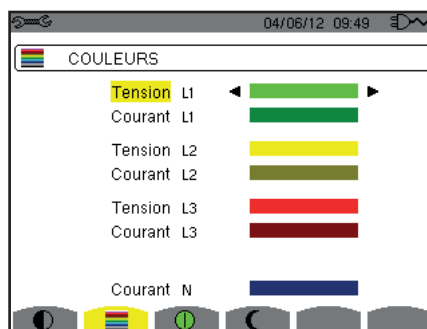 04/06/12 09:49
COULEURS
Tension L1
Courant L1
Tension L2
Courant L2
Tension L3
Courant L3
Courant N